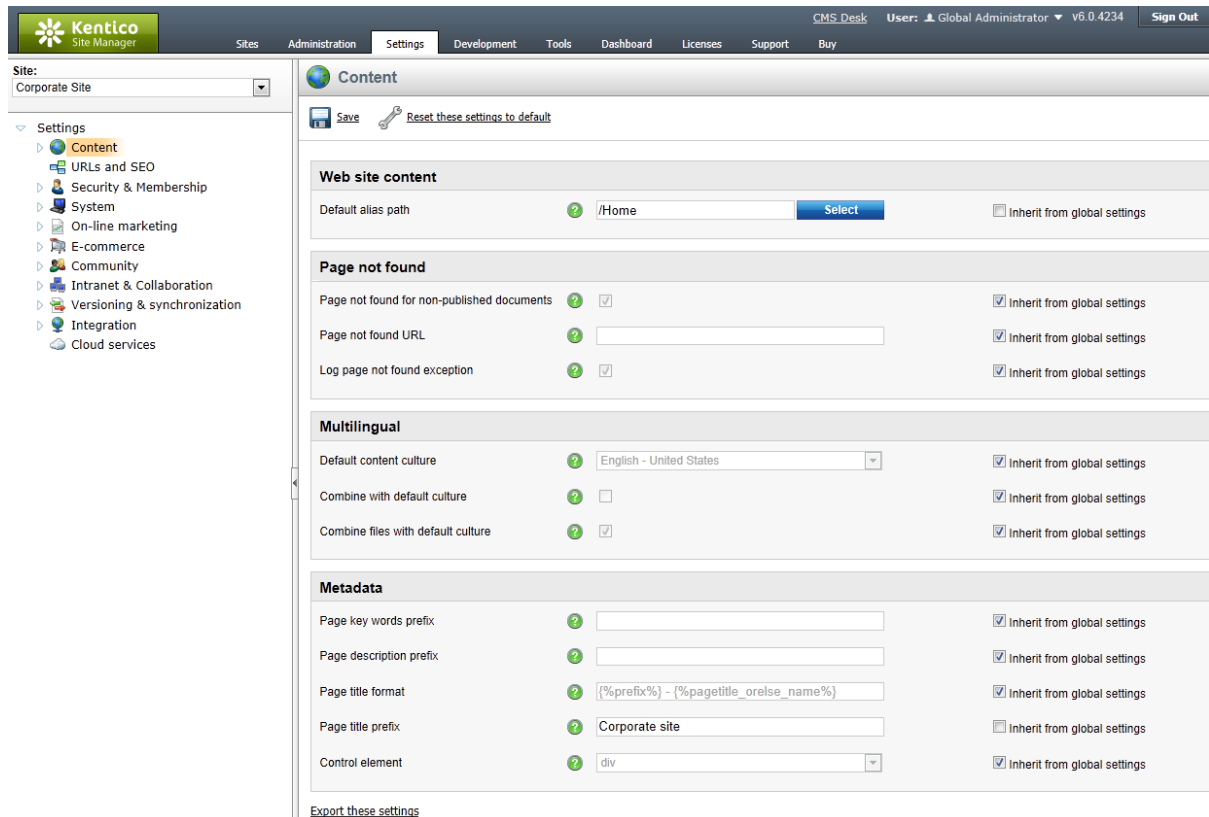 CMS Desk User: Global Administrator v6.0.4234 Sign Out
Kentico
Site Manager
Sites Administration Settings Development Tools Dashboard Licenses Support Buy
Site:
Corporate Site
Settings
Content
URLs and SEO
Security & Membership
System
On-line marketing
E-commerce
Community
Intranet & Collaboration
Versioning & synchronization
Integration
Cloud services
Content
Save Reset these settings to default
Web site content
Default alias path /Home Select Inherit from global settings
Page not found
Page not found for non-published documents Inherit from global settings
Page not found URL Inherit from global settings
Log page not found exception Inherit from global settings
Multilingual
Default content culture English - United States Inherit from global settings
Combine with default culture Inherit from global settings
Combine files with default culture Inherit from global settings
Metadata
Page key words prefix Inherit from global settings
Page description prefix Inherit from global settings
Page title format {%prefix%} - {%pagetitle_orelse_name%} Inherit from global settings
Page title prefix Corporate site Inherit from global settings
Control element div Inherit from global settings
Export these settings